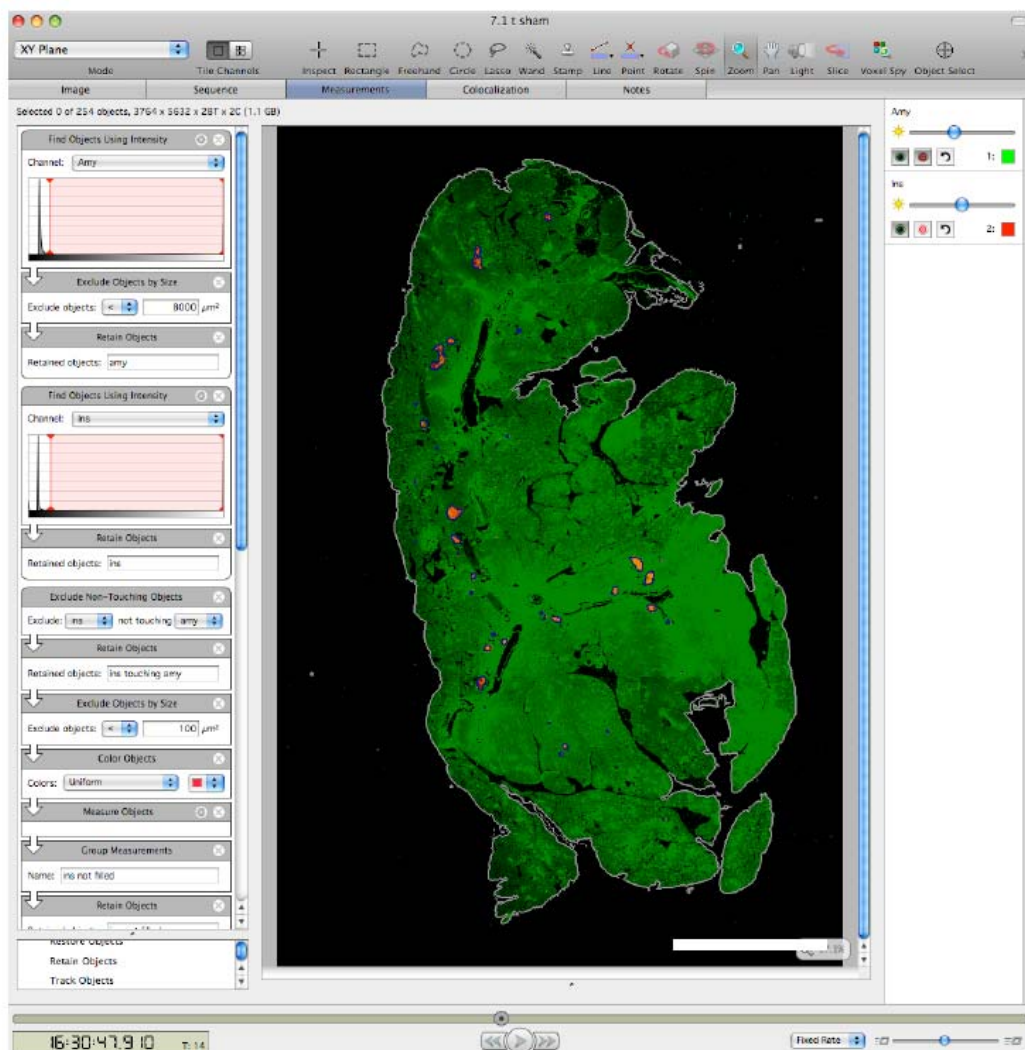 7.1 t sham
XY Plane
Mode
Tile Channels
Inspect Rectangle Freehand Circle Lasso Wand Stamp Line Point Rotate Spin Zoom Pan Light Slice Voxel Spy Object Select
Image Sequence Measurements Colocalization Notes
Selected 0 of 254 objects, 3764 x 5632 x 28T x 2C (1.1 GB)
Find Objects Using Intensity
Channel: Amy
Exclude Objects by Size
Exclude objects: < 8000 μm²
Retain Objects
Retained objects: amy
Find Objects Using Intensity
Channel: ins
Retain Objects
Retained objects: ins
Exclude Non-Touching Objects
Exclude: ins not touching amy
Retain Objects
Retained objects: ins touching amy
Exclude Objects by Size
Exclude objects: < 100 μm²
Color Objects
Colors: Uniform
Measure Objects
Group Measurements
Name: ins not filled
Retain Objects
Restore Objects
Retain Objects
Track Objects
Amy
1:
Ins
2:
16:30:47.910 T: 14
Fixed Rate